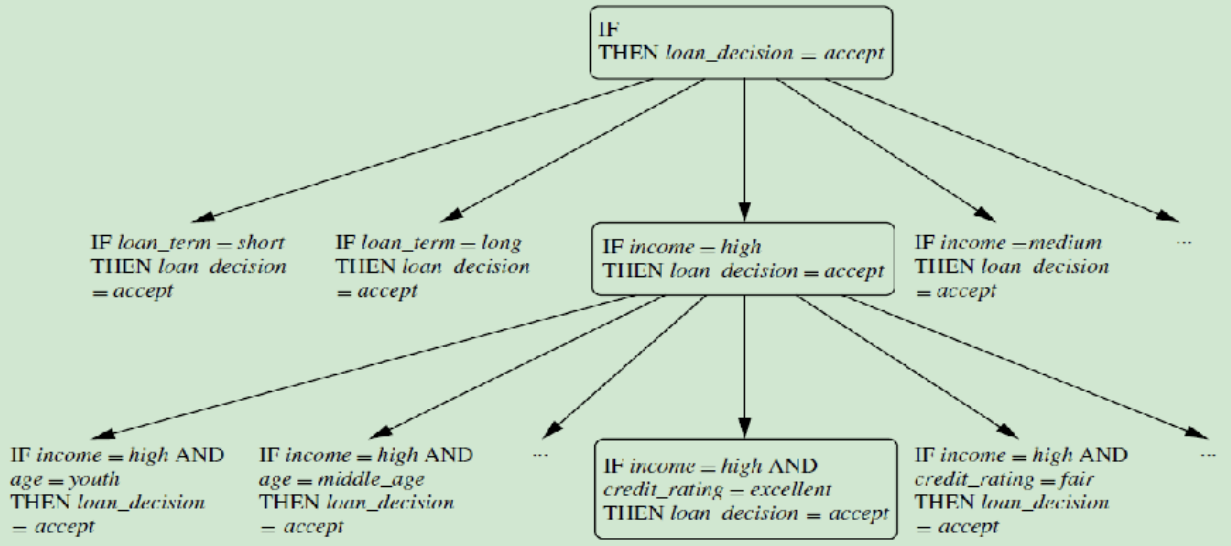 IF
THEN loan_decision = accept
IF loan_term = short
THEN loan_decision
= accept
IF loan_term = long
THEN loan_decision
= accept
IF income = high
THEN loan_decision = accept
IF income = medium
THEN loan_decision
= accept
...
IF income = high AND
age = youth
THEN loan_decision
= accept
IF income = high AND
age = middle_age
THEN loan_decision
= accept
...
IF income = high AND
credit_rating = excellent
THEN loan_decision = accept
IF income = high AND
credit_rating = fair
THEN loan_decision
= accept
...